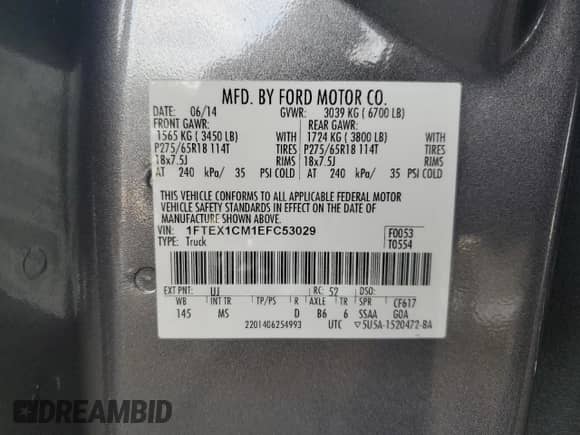 MFD. BY FORD MOTOR CO.
DATE: 06/14 GVWR: 3039 KG ( 6700 LB)
FRONT GAWR: REAR GAWR:
1565 KG ( 3450 LB) WITH 1724 KG ( 3800 LB) WITH
P275/65R18 114T TIRES P275/65R18 114T TIRES
18x7.5J RIMS 18x7.5J RIMS
AT 240 kPa/ 35 PSI COLD AT 240 kPa/ 35 PSI COLD
THIS VEHICLE CONFORMS TO ALL APPLICABLE FEDERAL MOTOR
VEHICLE SAFETY STANDARDS IN EFFECT ON THE DATE OF
MANUFACTURE SHOWN ABOVE.
VIN: 1FTEX1CM1EFC53029 F0053
TYPE: Truck T0554
EXT PNT: UJ RC: 52 DSO:
WB INT TR TP/PS R AXLE TR SPR CF617
145 MS D B6 6 SSAA G0A
2201406254993 UTC ▽5U5A-1520472-BA
DREAMBID